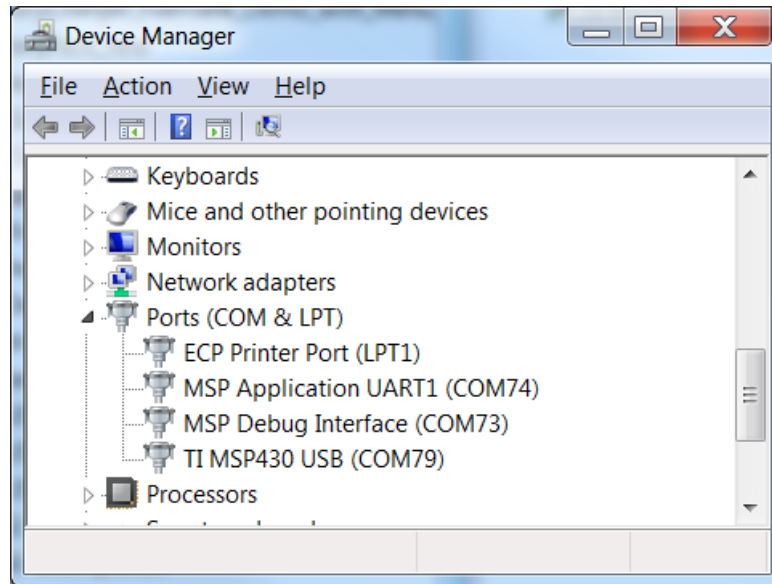 Device Manager
File Action View Help
Keyboards
Mice and other pointing devices
Monitors
Network adapters
Ports (COM & LPT)
ECP Printer Port (LPT1)
MSP Application UART1 (COM74)
MSP Debug Interface (COM73)
TI MSP430 USB (COM79)
Processors